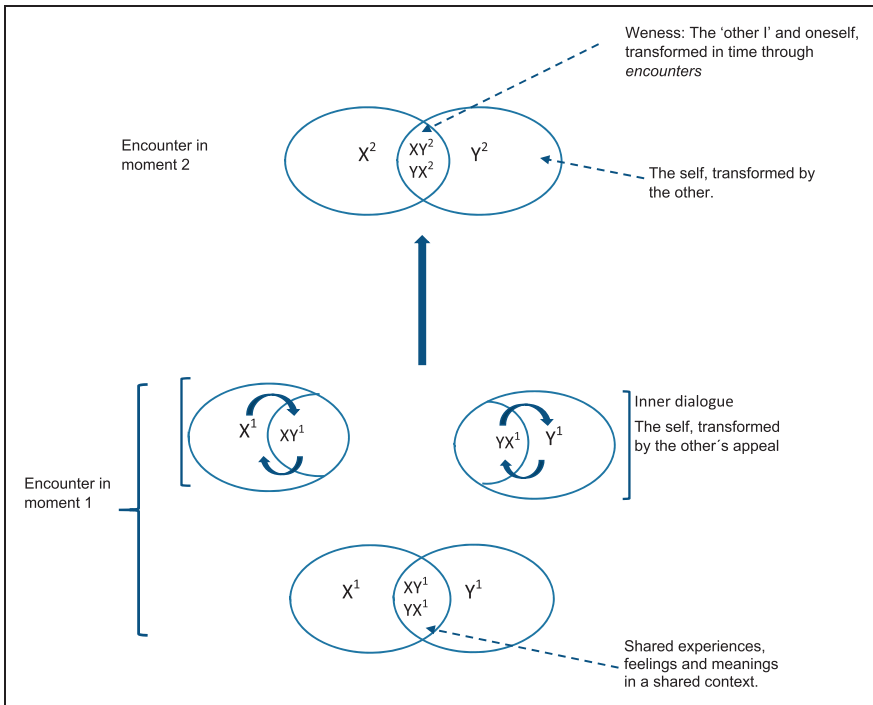 Weness: The ‘other I’ and oneself,
transformed in time through
encounters
Encounter in
moment 2
X²
XY²
YX²
Y²
The self, transformed by
the other.
X¹
XY¹
YX¹
Y¹
Inner dialogue
The self, transformed
by the other´s appeal
Encounter in
moment 1
X¹
XY¹
YX¹
Y¹
Shared experiences,
feelings and meanings
in a shared context.